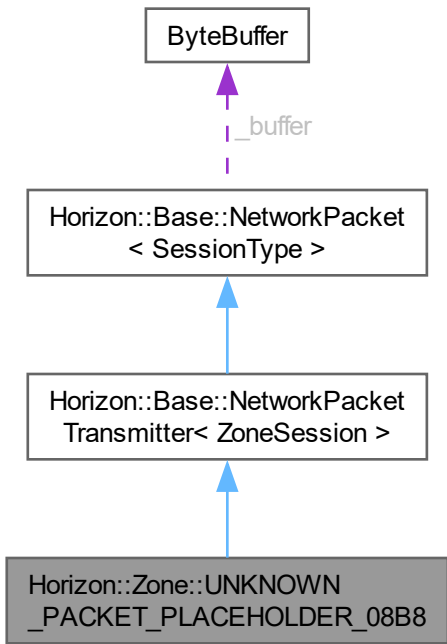 ByteBuffer
_buffer
Horizon::Base::NetworkPacket
< SessionType >
Horizon::Base::NetworkPacket
Transmitter< ZoneSession >
Horizon::Zone::UNKNOWN
_PACKET_PLACEHOLDER_08B8